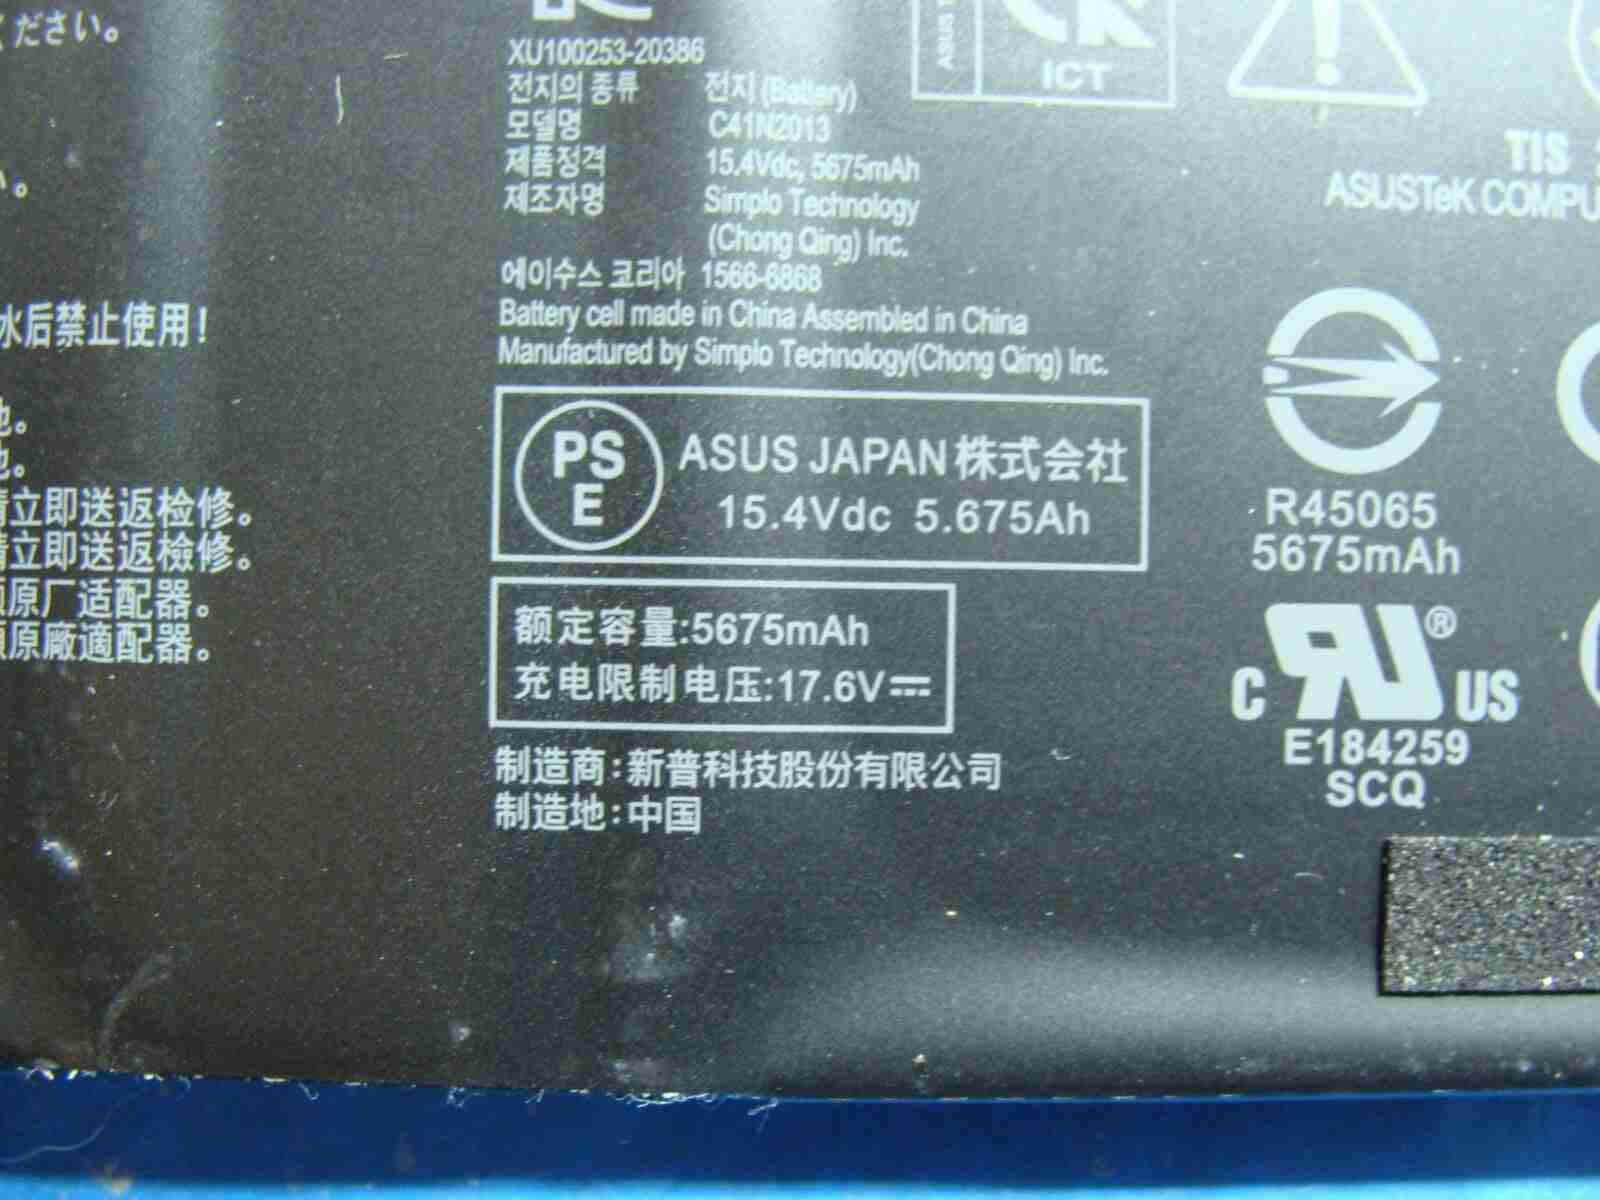 ください。
XU100253-20386
전지의 종류 전지 (Battery)
모델명 C41N2013
제품정격 15.4Vdc, 5675mAh
제조자명 Simplo Technology
(Chong Qing) Inc.
에이수스 코리아 1566-6868
Battery cell made in China Assembled in China
Manufactured by Simplo Technology(Chong Qing) Inc.
ICT
TIS
ASUSTeK COMPU
水后禁止使用!
池。
池。
立即送返检修。
立即送返檢修。
原厂适配器。
原廠適配器。
PS
E
ASUS JAPAN 株式会社
15.4Vdc 5.675Ah
额定容量:5675mAh
充电限制电压:17.6V
制造商:新普科技股份有限公司
制造地:中国
R45065
5675mAh
C US ®
E184259
SCQ